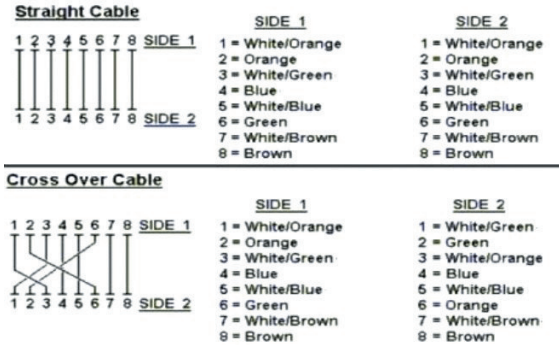 Straight Cable
1 2 3 4 5 6 7 8 SIDE 1
1 2 3 4 5 6 7 8 SIDE 2
SIDE 1
1 = White/Orange
2 = Orange
3 = White/Green
4 = Blue
5 = White/Blue
6 = Green
7 = White/Brown
8 = Brown
SIDE 2
1 = White/Orange
2 = Orange
3 = White/Green
4 = Blue
5 = White/Blue
6 = Green
7 = White/Brown
8 = Brown
Cross Over Cable
1 2 3 4 5 6 7 8 SIDE 1
1 2 3 4 5 6 7 8 SIDE 2
SIDE 1
1 = White/Orange
2 = Orange
3 = White/Green
4 = Blue
5 = White/Blue
6 = Green
7 = White/Brown
8 = Brown
SIDE 2
1 = White/Green
2 = Green
3 = White/Orange
4 = Blue
5 = White/Blue
6 = Orange
7 = White/Brown
8 = Brown